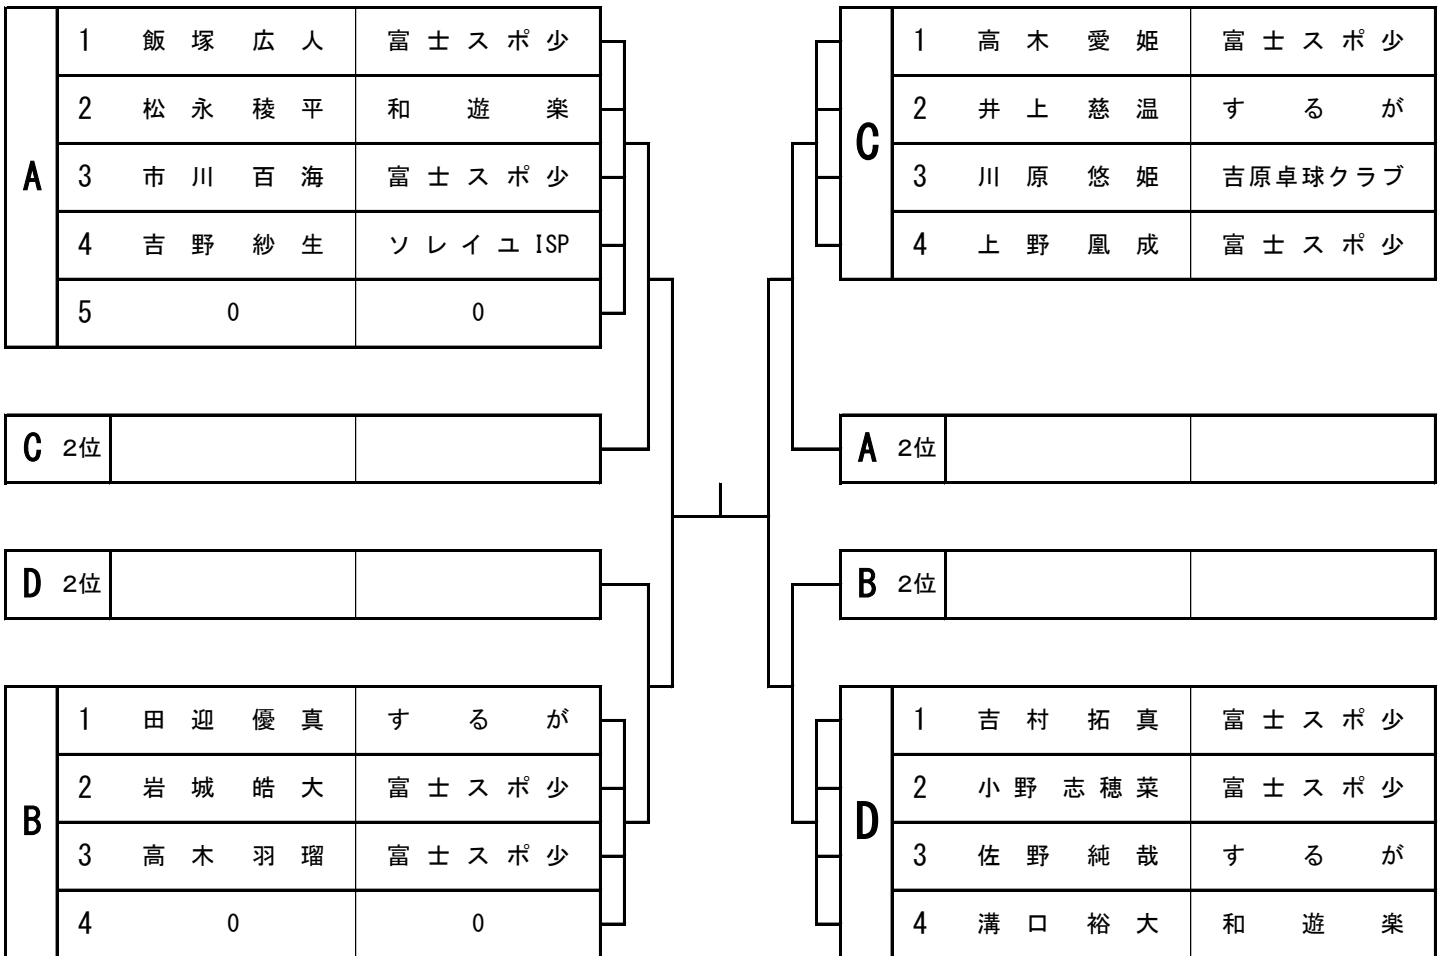 A
1 飯塚広人 富士スポ少
2 松永稜平 和遊楽
3 市川百海 富士スポ少
4 吉野紗生 ソレイユISP
5 0 0
C 2位
D 2位
B
1 田迎優真 するが
2 岩城皓大 富士スポ少
3 高木羽瑠 富士スポ少
4 0 0
C
1 高木愛姫 富士スポ少
2 井上慈温 するが
3 川原悠姫 吉原卓球クラブ
4 上野凰成 富士スポ少
A 2位
B 2位
D
1 吉村拓真 富士スポ少
2 小野志穂菜 富士スポ少
3 佐野純哉 するが
4 溝口裕大 和遊楽